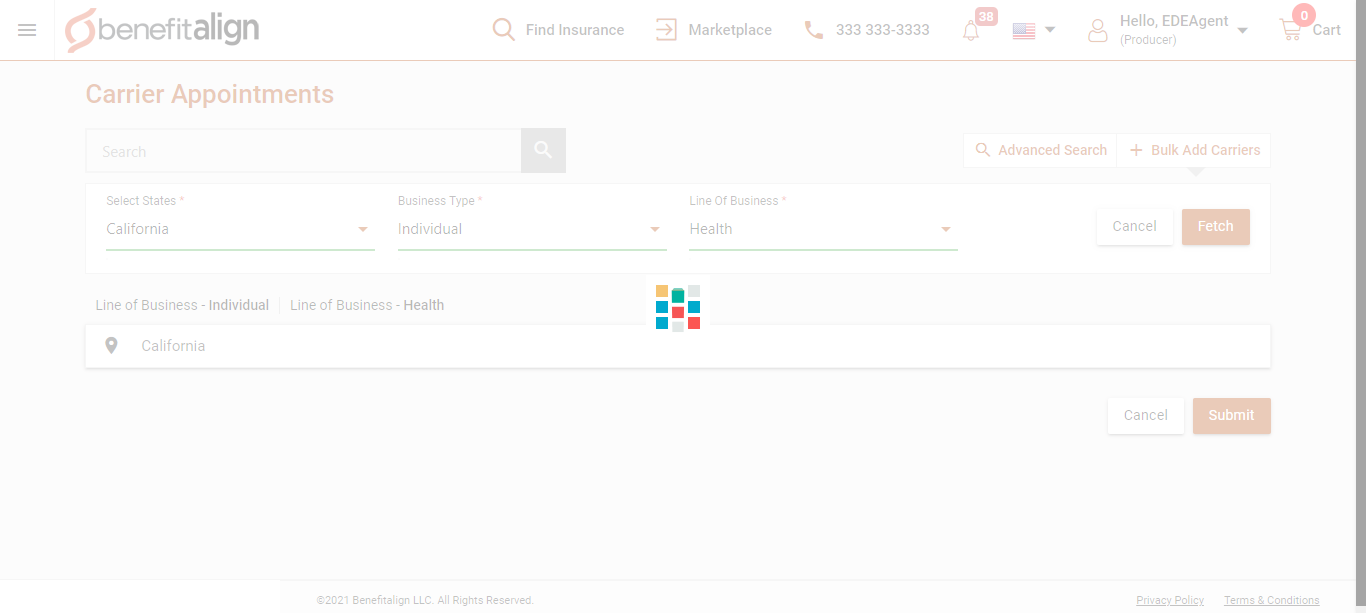 benefitalign
Find Insurance
Marketplace
333 333-3333
38
Hello, EDEAgent
(Producer)
0
Cart
Carrier Appointments
Search
Advanced Search
Bulk Add Carriers
Select States *
Business Type *
Line Of Business *
California
Individual
Health
Cancel
Fetch
Line of Business - Individual
Line of Business - Health
California
Cancel
Submit
©2021 Benefitalign LLC. All Rights Reserved.
Privacy Policy
Terms & Conditions